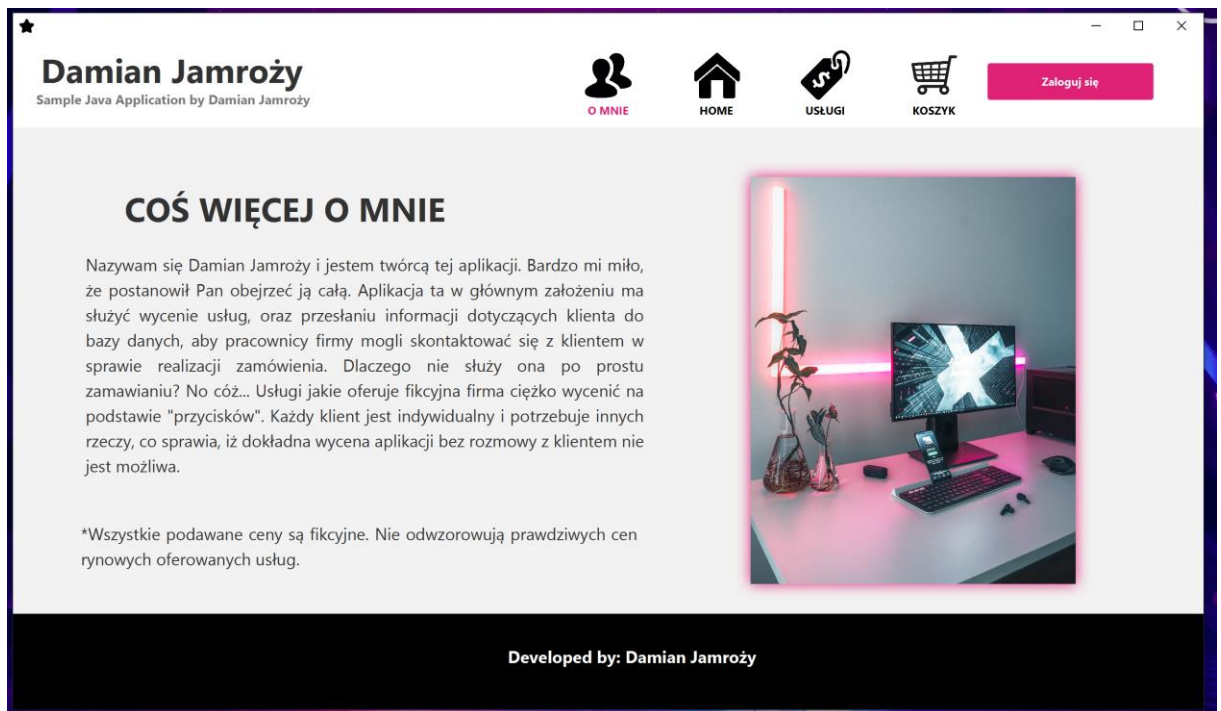 Damian Jamroży
Sample Java Application by Damian Jamroży
O MNIE
HOME
USŁUGI
KOSZYK
Zaloguj się
COŚ WIĘCEJ O MNIE
Nazywam się Damian Jamroży i jestem twórcą tej aplikacji. Bardzo mi miło,
że postanowił Pan obejrzeć ją całą. Aplikacja ta w głównym założeniu ma
służyć wycenie usług, oraz przesłaniu informacji dotyczących klienta do
bazy danych, aby pracownicy firmy mogli skontaktować się z klientem w
sprawie realizacji zamówienia. Dlaczego nie służy ona po prostu
zamawianiu? No cóż... Usługi jakie oferuje fikcyjna firma ciężko wycenić na
podstawie "przycisków". Każdy klient jest indywidualny i potrzebuje innych
rzeczy, co sprawia, iż dokładna wycena aplikacji bez rozmowy z klientem nie
jest możliwa.
*Wszystkie podawane ceny są fikcyjne. Nie odwzorowują prawdziwych cen
rynowych oferowanych usług.
Developed by: Damian Jamroży